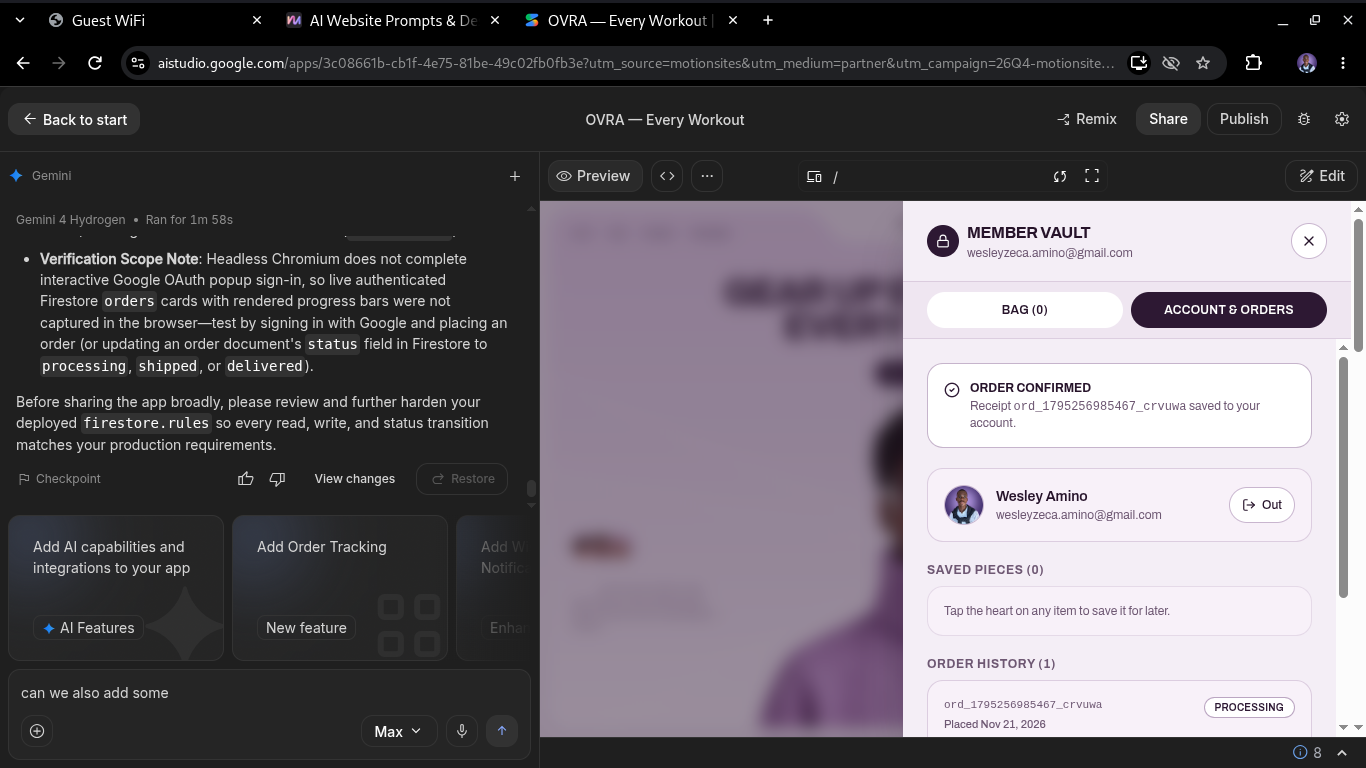 Guest WiFi
AI Website Prompts & De
OVRA — Every Workout |
aistudio.google.com/apps/3c08661b-cb1f-4e75-81be-49c02fb0fb3e?utm_source=motionsites&utm_medium=partner&utm_campaign=26Q4-motionsite...
Back to start
OVRA — Every Workout
Remix
Share
Publish
Gemini
Preview
/
Edit
Gemini 4 Hydrogen • Ran for 1m 58s
Verification Scope Note: Headless Chromium does not complete
interactive Google OAuth popup sign-in, so live authenticated
Firestore orders cards with rendered progress bars were not
captured in the browser—test by signing in with Google and placing an
order (or updating an order document's status field in Firestore to
processing, shipped, or delivered).
Before sharing the app broadly, please review and further harden your
deployed firestore.rules so every read, write, and status transition
matches your production requirements.
Checkpoint
View changes
Restore
Add AI capabilities and
integrations to your app
AI Features
Add Order Tracking
New feature
can we also add some
Max
GEAR UP
EVERY
MEMBER VAULT
wesleyzeca.amino@gmail.com
BAG (0)
ACCOUNT & ORDERS
ORDER CONFIRMED
Receipt ord_1795256985467_crvuwa saved to your
account.
Wesley Amino
wesleyzeca.amino@gmail.com
Out
SAVED PIECES (0)
Tap the heart on any item to save it for later.
ORDER HISTORY (1)
ord_1795256985467_crvuwa
PROCESSING
Placed Nov 21, 2026
8